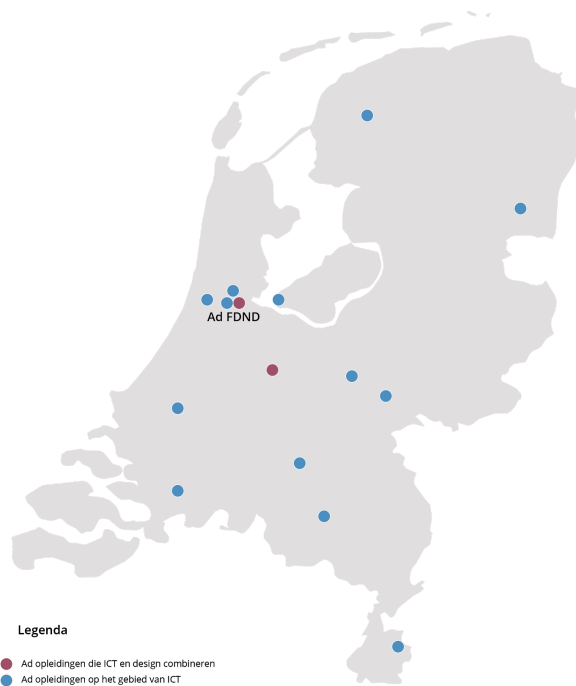 Ad FDND
Legenda
Ad opleidingen die ICT en design combineren
Ad opleidingen op het gebied van ICT